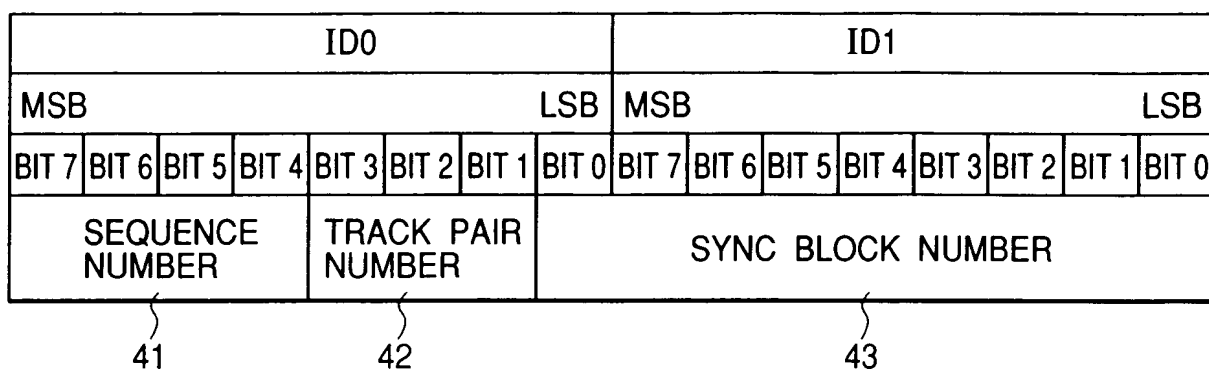 ID0 ID1
MSB LSB MSB LSB
BIT 7 BIT 6 BIT 5 BIT 4 BIT 3 BIT 2 BIT 1 BIT 0 BIT 7 BIT 6 BIT 5 BIT 4 BIT 3 BIT 2 BIT 1 BIT 0
SEQUENCE
NUMBER
TRACK PAIR
NUMBER
SYNC BLOCK NUMBER
41 42 43